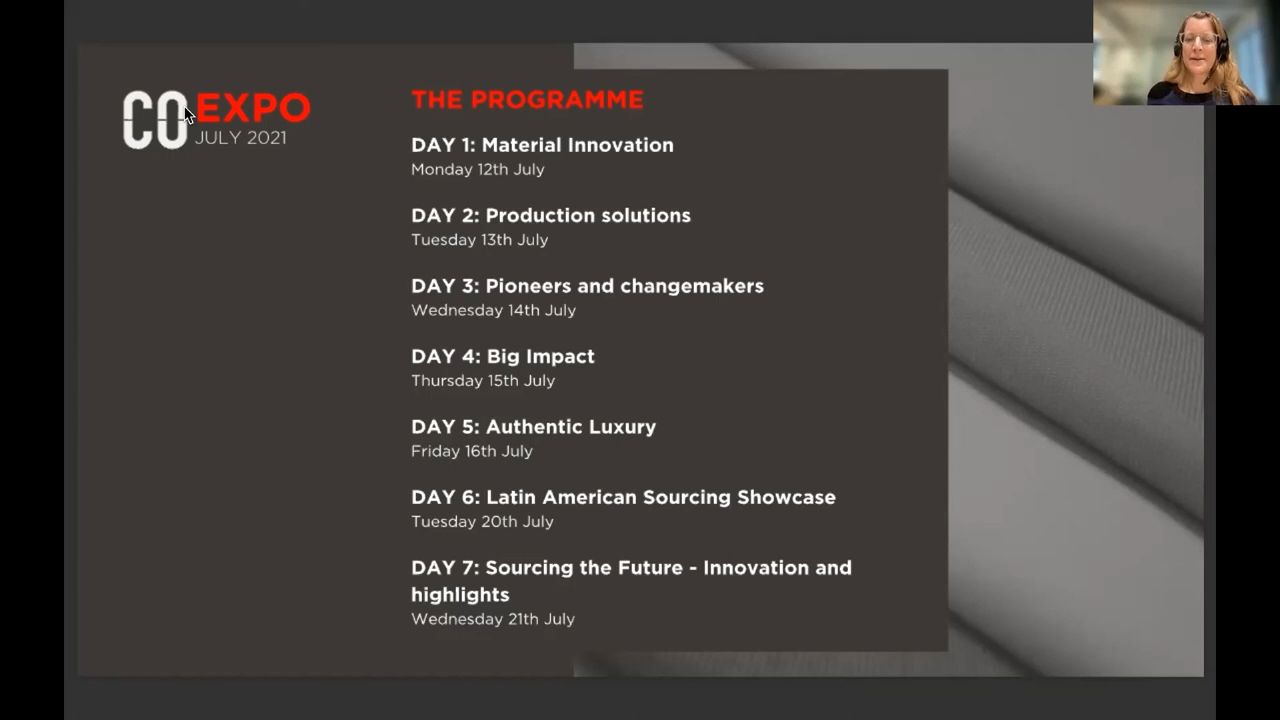 CO EXPO
JULY 2021
THE PROGRAMME
DAY 1: Material Innovation
Monday 12th July
DAY 2: Production solutions
Tuesday 13th July
DAY 3: Pioneers and changemakers
Wednesday 14th July
DAY 4: Big Impact
Thursday 15th July
DAY 5: Authentic Luxury
Friday 16th July
DAY 6: Latin American Sourcing Showcase
Tuesday 20th July
DAY 7: Sourcing the Future - Innovation and
highlights
Wednesday 21th July